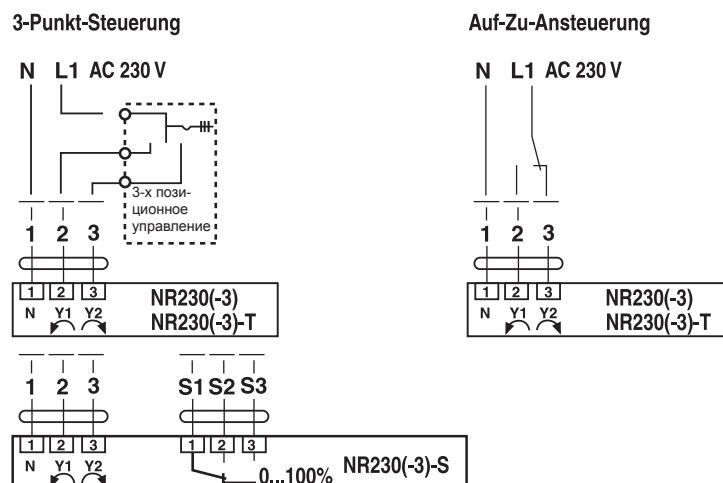 3-Punkt-Steuerung
N L1 AC 230 V
3-х пози-
ционное
управление
1 2 3
1 2 3
N Y1 Y2
NR230(-3)
NR230(-3)-T
1 2 3
S1 S2 S3
1 2 3
1 2 3
N Y1 Y2
0...100%
NR230(-3)-S
Auf-Zu-Ansteuerung
N L1 AC 230 V
1 2 3
1 2 3
N Y1 Y2
NR230(-3)
NR230(-3)-T